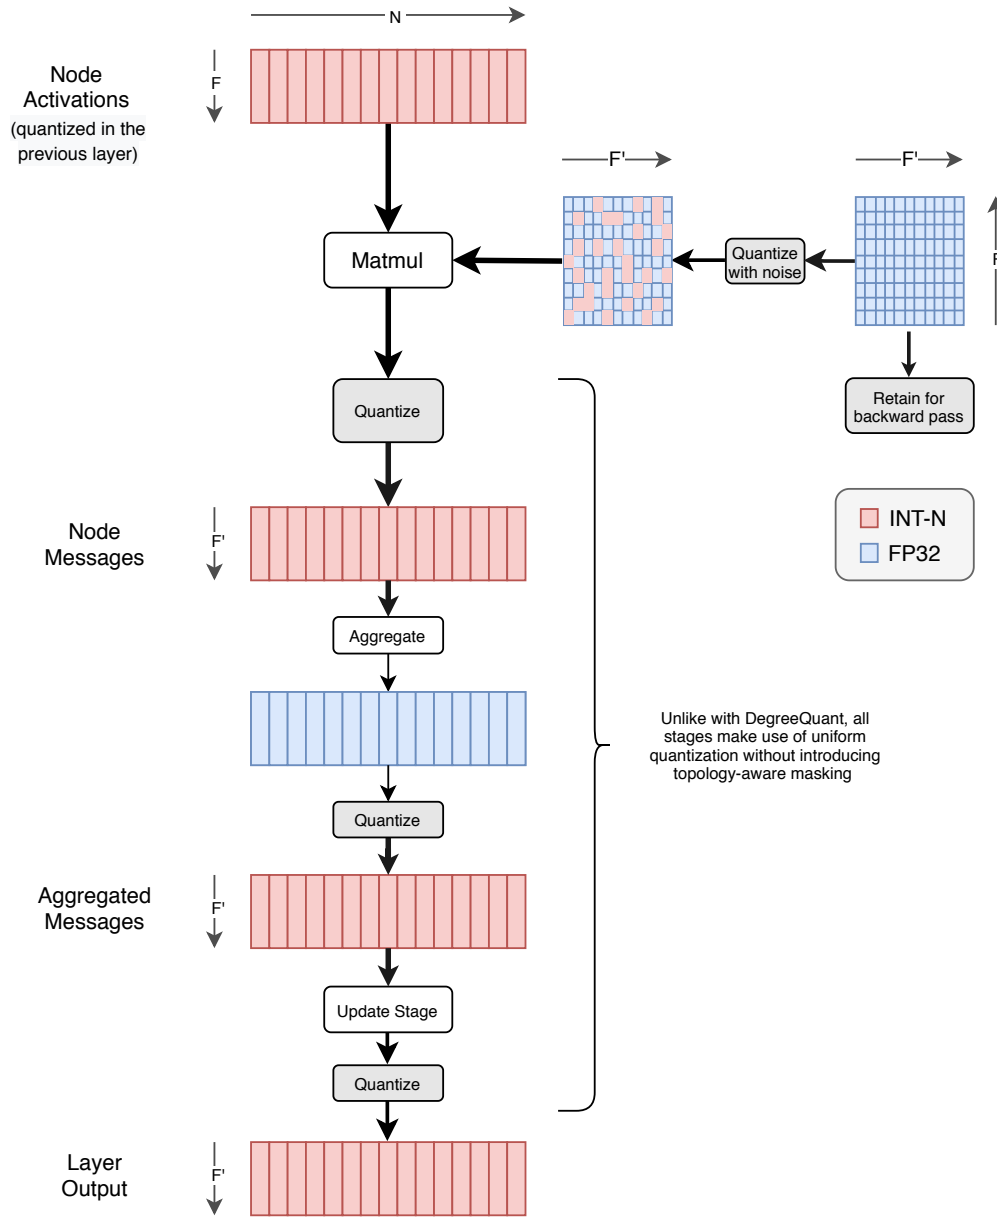 N
Node
Activations
(quantized in the
previous layer)
F
F'
F'
Matmul
Quantize
with noise
F
Quantize
Retain for
backward pass
Node
Messages
F'
INT-N
FP32
Aggregate
Unlike with DegreeQuant, all
stages make use of uniform
quantization without introducing
topology-aware masking
Quantize
Aggregated
Messages
F'
Update Stage
Quantize
Layer
Output
F'